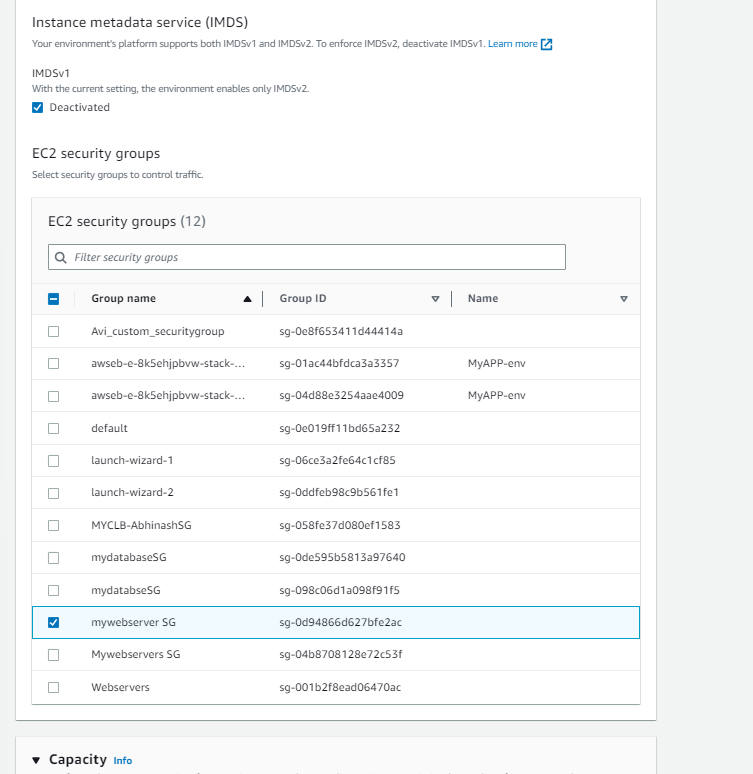 Instance metadata service (IMDS)
Your environment's platform supports both IMDSv1 and IMDSv2. To enforce IMDSv2, deactivate IMDSv1. Learn more
IMDSv1
With the current setting, the environment enables only IMDSv2.
Deactivated
EC2 security groups
Select security groups to control traffic.
EC2 security groups (12)
Filter security groups
Group name Group ID Name
Avi_custom_securitygroup sg-0e8f653411d44414a
awseb-e-8k5ehjpbvw-stack-... sg-01ac44bfdca3a3357 MyAPP-env
awseb-e-8k5ehjpbvw-stack-... sg-04d88e3254aae4009 MyAPP-env
default sg-0e019ff11bd65a232
launch-wizard-1 sg-06ce3a2fe64c1cf85
launch-wizard-2 sg-0ddfeb98c9b561fe1
MYCLB-AbhinashSG sg-058fe37d080ef1583
mydatabaseSG sg-0de595b5813a97640
mydatabseSG sg-098c06d1a098f91f5
mywebserver SG sg-0d94866d627bfe2ac
Mywebservers SG sg-04b8708128e72c53f
Webservers sg-001b2f8ead06470ac
Capacity Info